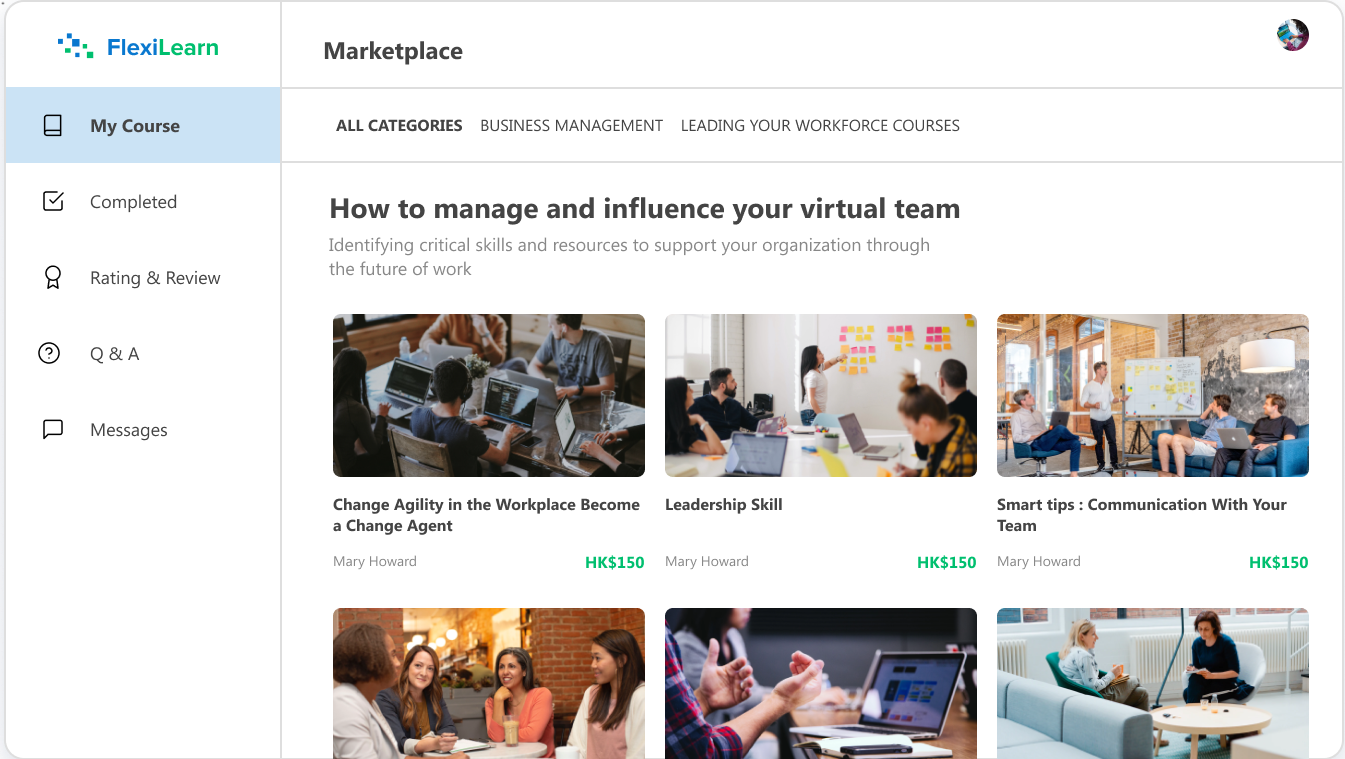 FlexiLearn
Marketplace
My Course
Completed
Rating & Review
Q & A
Messages
ALL CATEGORIES BUSINESS MANAGEMENT LEADING YOUR WORKFORCE COURSES
How to manage and influence your virtual team
Identifying critical skills and resources to support your organization through
the future of work
Change Agility in the Workplace Become
a Change Agent
Mary Howard HK$150
Leadership Skill
Mary Howard HK$150
Smart tips : Communication With Your
Team
Mary Howard HK$150